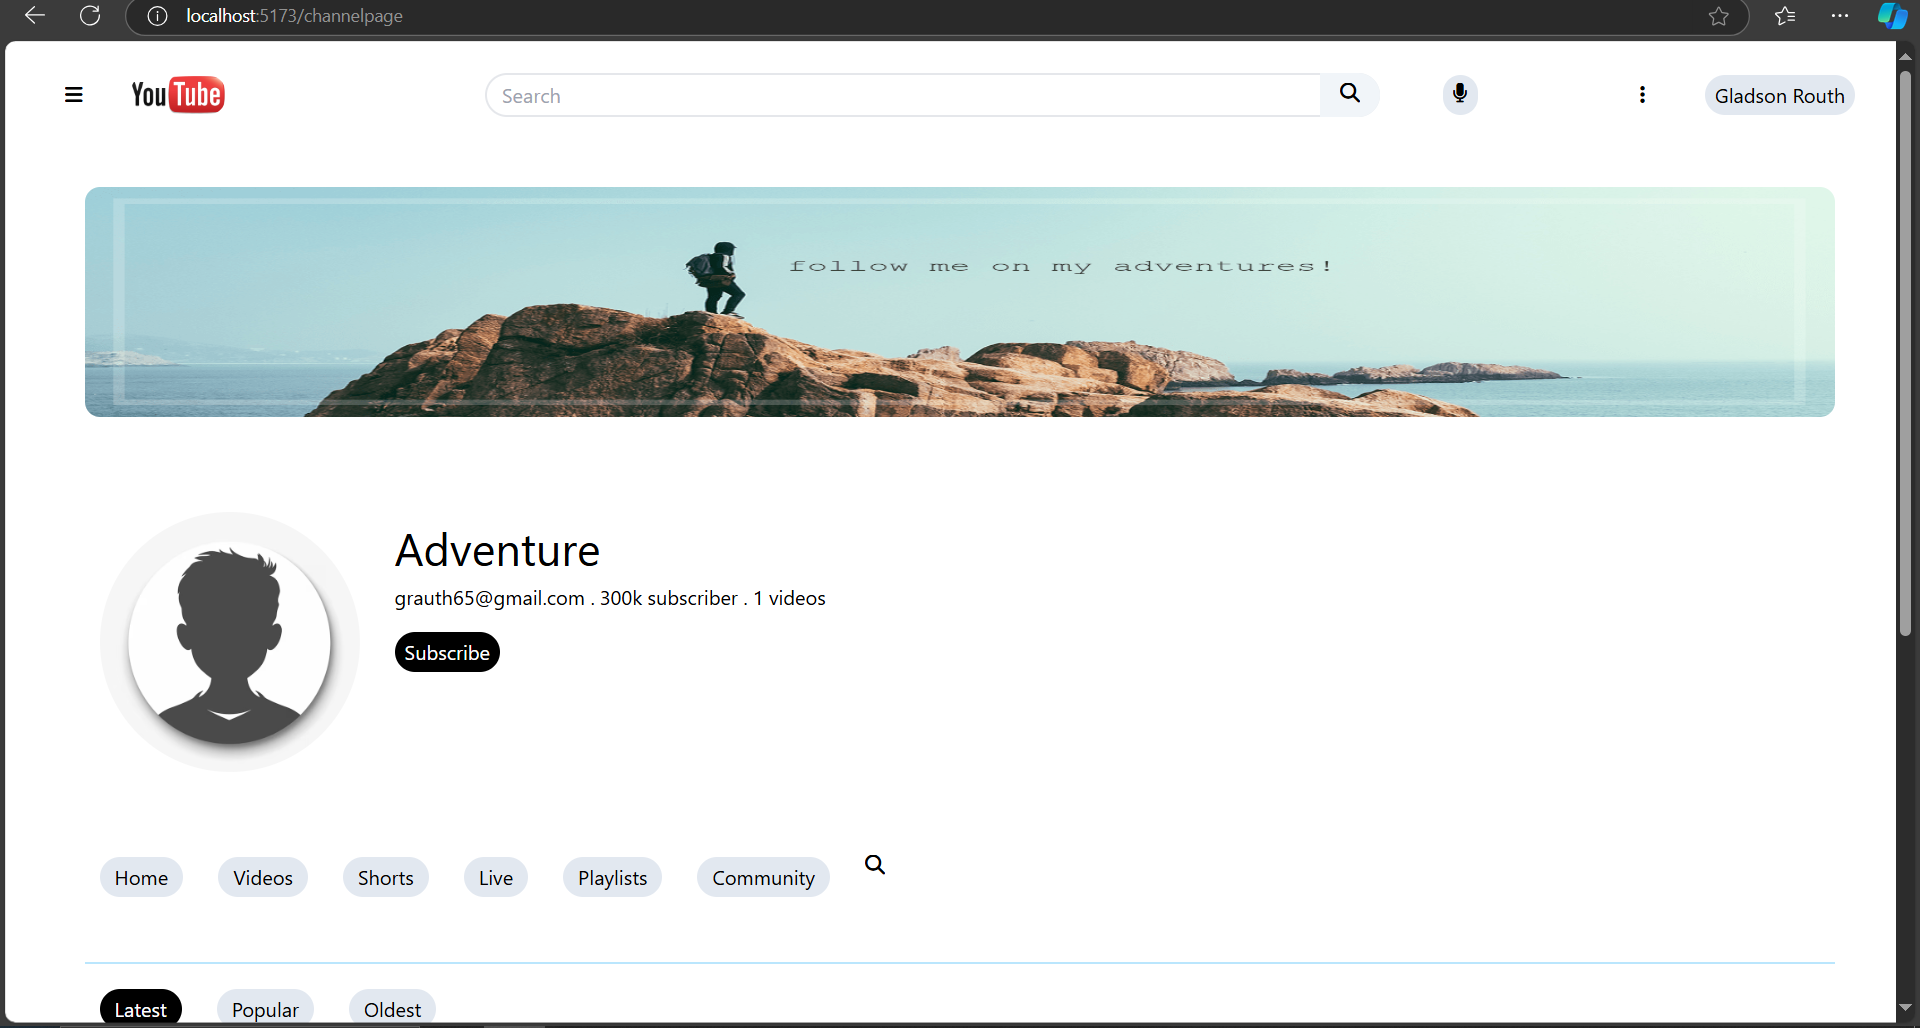 localhost:5173/channelpage
YouTube
Search
Gladson Routh
follow me on my adventures!
Adventure
grauth65@gmail.com . 300k subscriber . 1 videos
Subscribe
Home Videos Shorts Live Playlists Community
Latest Popular Oldest